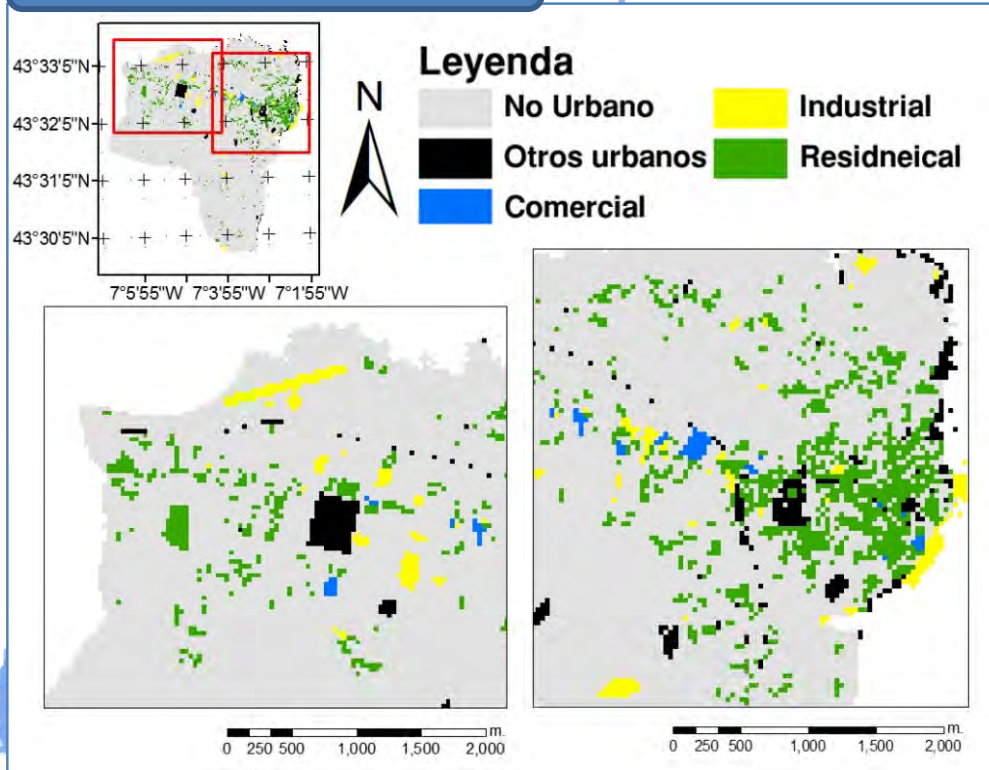 43°33'5"N
43°32'5"N
43°31'5"N
43°30'5"N
7°5'55"W 7°3'55"W 7°1'55"W
N
Leyenda
No Urbano
Industrial
Otros urbanos
Residneical
Comercial
m.
0 250 500 1,000 1,500 2,000
m.
0 250 500 1,000 1,500 2,000